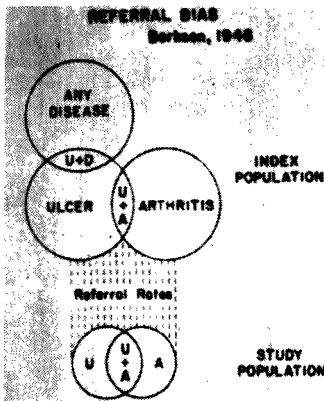 REFERRAL BIAS
Berkson, 1946
ANY
DISEASE
U+D
ULCER
U
+
A
ARTHRITIS
INDEX
POPULATION
Referral Rates
U
U
+
A
A
STUDY
POPULATION